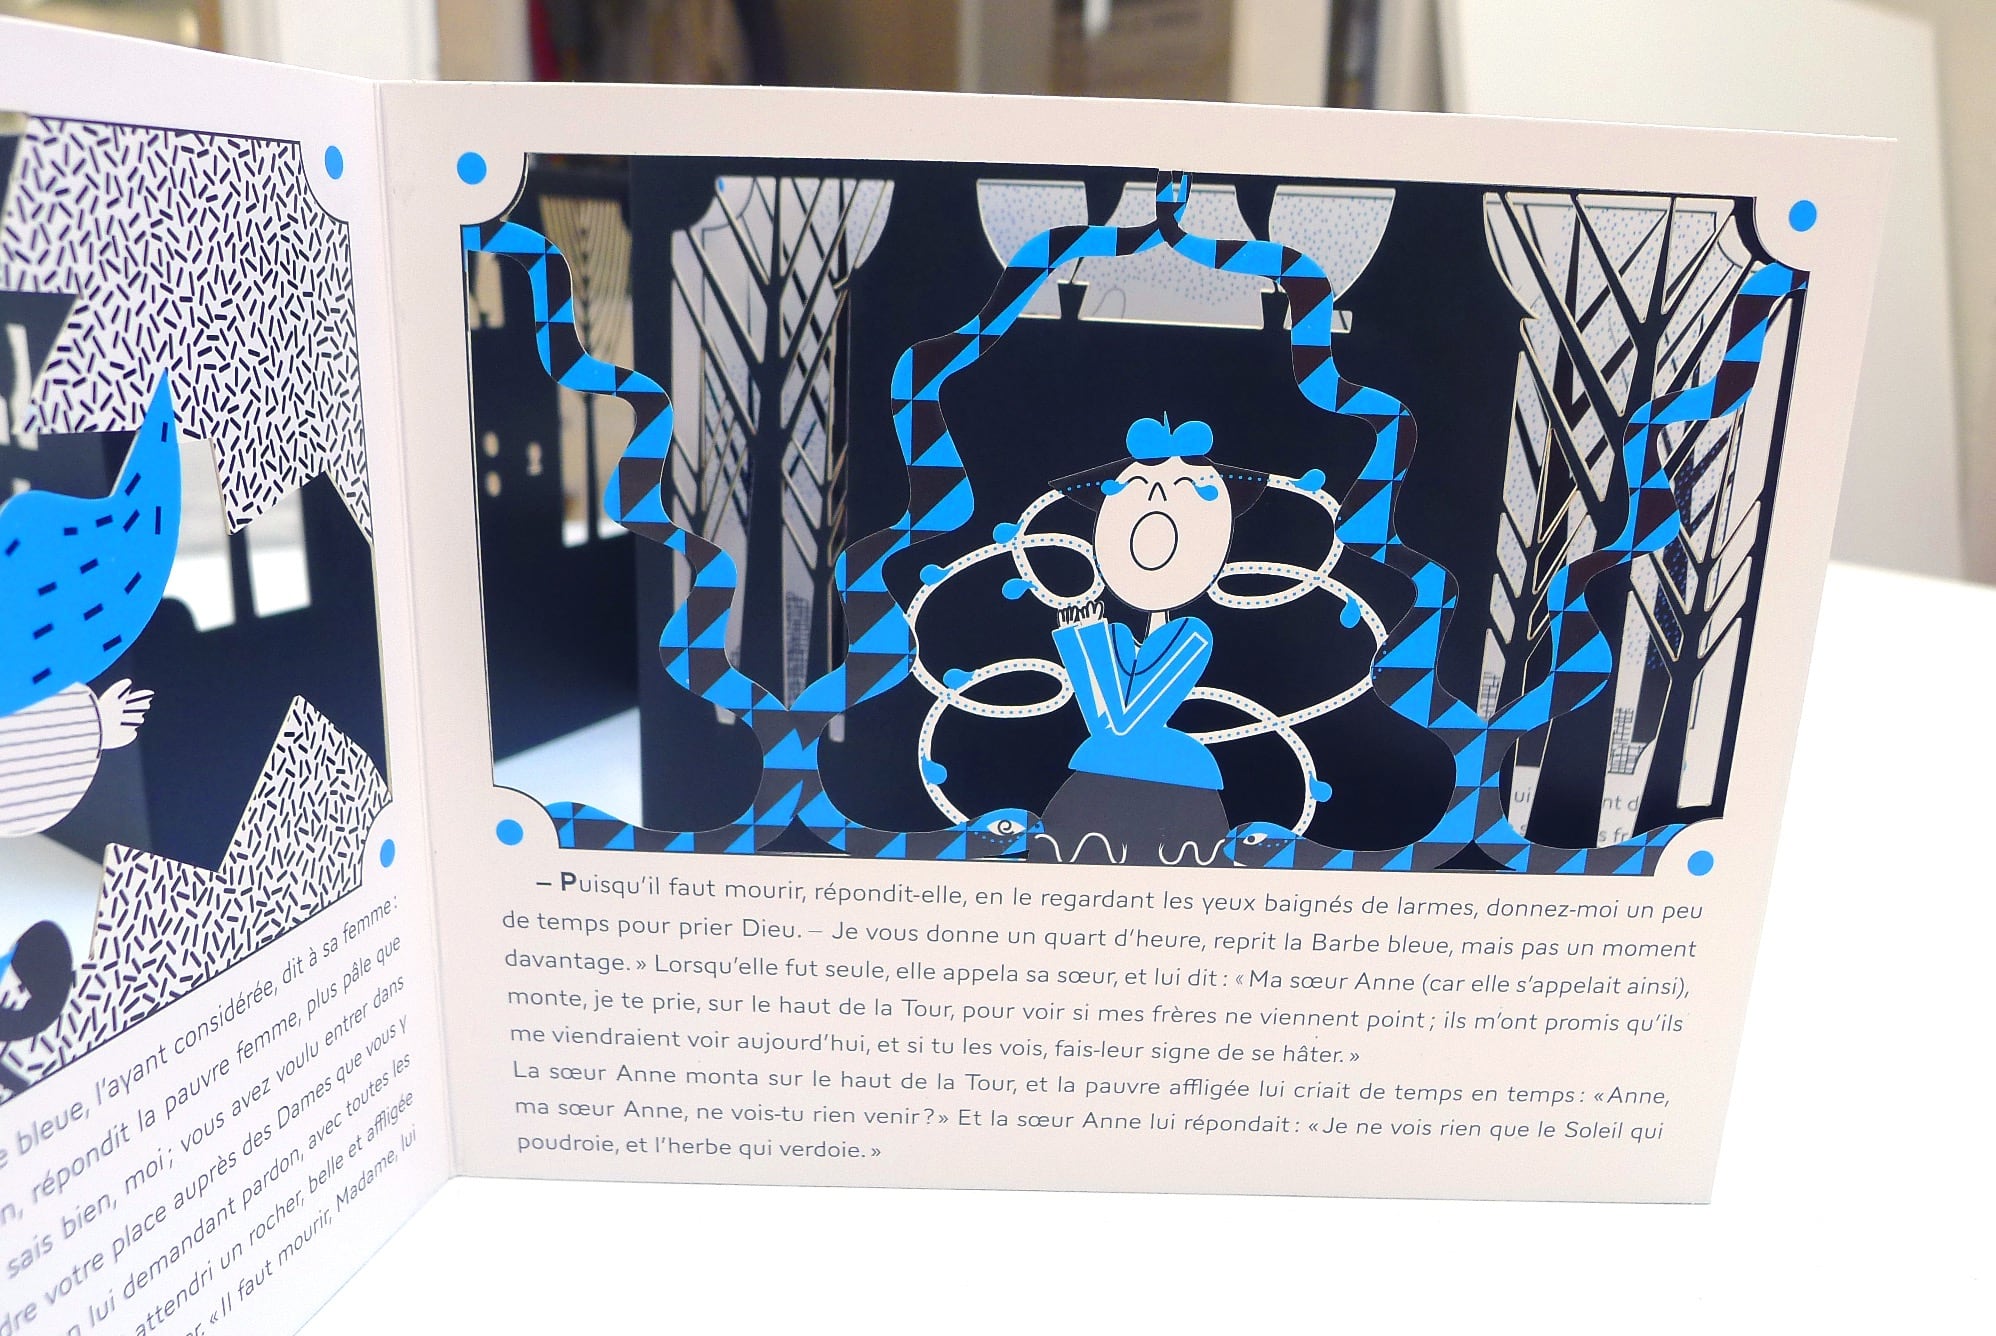 bleue, l'ayant considérée, dit à sa femme :
répondit la pauvre femme, plus pâle que
sais bien, moi ; vous avez voulu entrer dans
votre place auprès des Dames que vous y
lui demandant pardon, avec toutes les
attendri un rocher, belle et affligée
« Il faut mourir, Madame, lui
– Puisqu'il faut mourir, répondit-elle, en le regardant les yeux baignés de larmes, donnez-moi un peu
de temps pour prier Dieu. – Je vous donne un quart d'heure, reprit la Barbe bleue, mais pas un moment
davantage. » Lorsqu'elle fut seule, elle appela sa sœur, et lui dit : « Ma sœur Anne (car elle s'appelait ainsi),
monte, je te prie, sur le haut de la Tour, pour voir si mes frères ne viennent point ; ils m'ont promis qu'ils
me viendraient voir aujourd'hui, et si tu les vois, fais-leur signe de se hâter. »
La sœur Anne monta sur le haut de la Tour, et la pauvre affligée lui criait de temps en temps : « Anne,
ma sœur Anne, ne vois-tu rien venir ? » Et la sœur Anne lui répondait : « Je ne vois rien que le Soleil qui
poudroie, et l'herbe qui verdoie. »